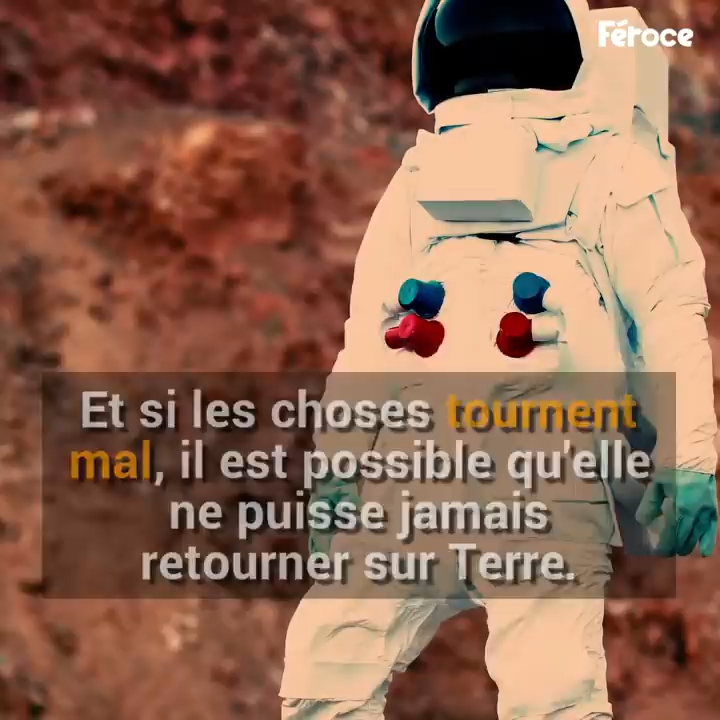 Féroce
Et si les choses tournent
mal, il est possible qu'elle
ne puisse jamais
retourner sur Terre.